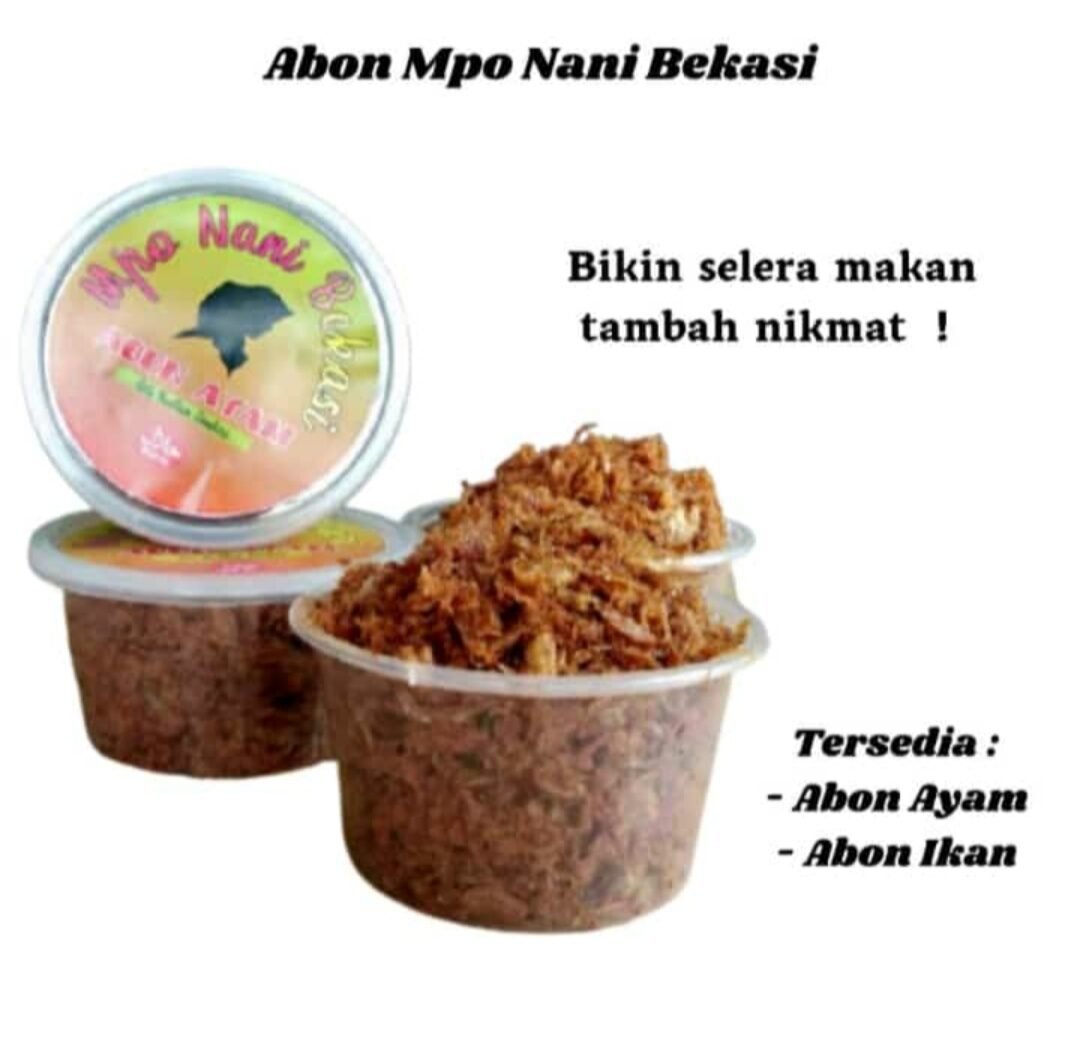 Abon Mpo Nani Bekasi
Mpo Nani Bekasi
ABON AYAM
Bikin selera makan
tambah nikmat !
Tersedia :
- Abon Ayam
- Abon Ikan